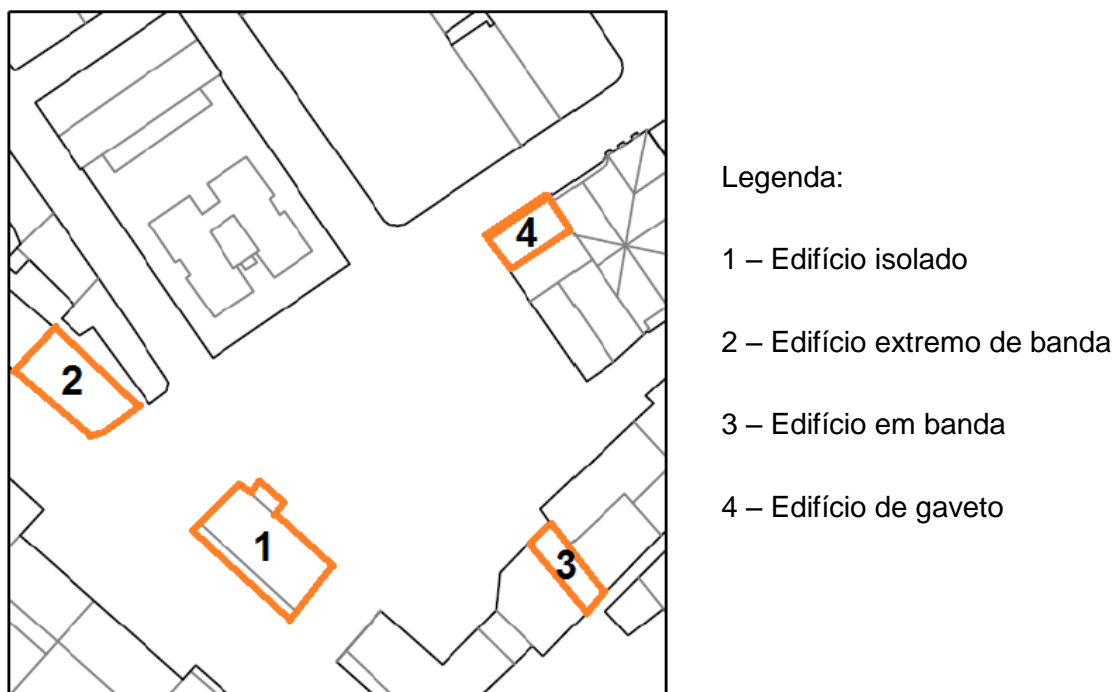 4
2
1
3
Legenda:
1 – Edifício isolado
2 – Edifício extremo de banda
3 – Edifício em banda
4 – Edifício de gaveto